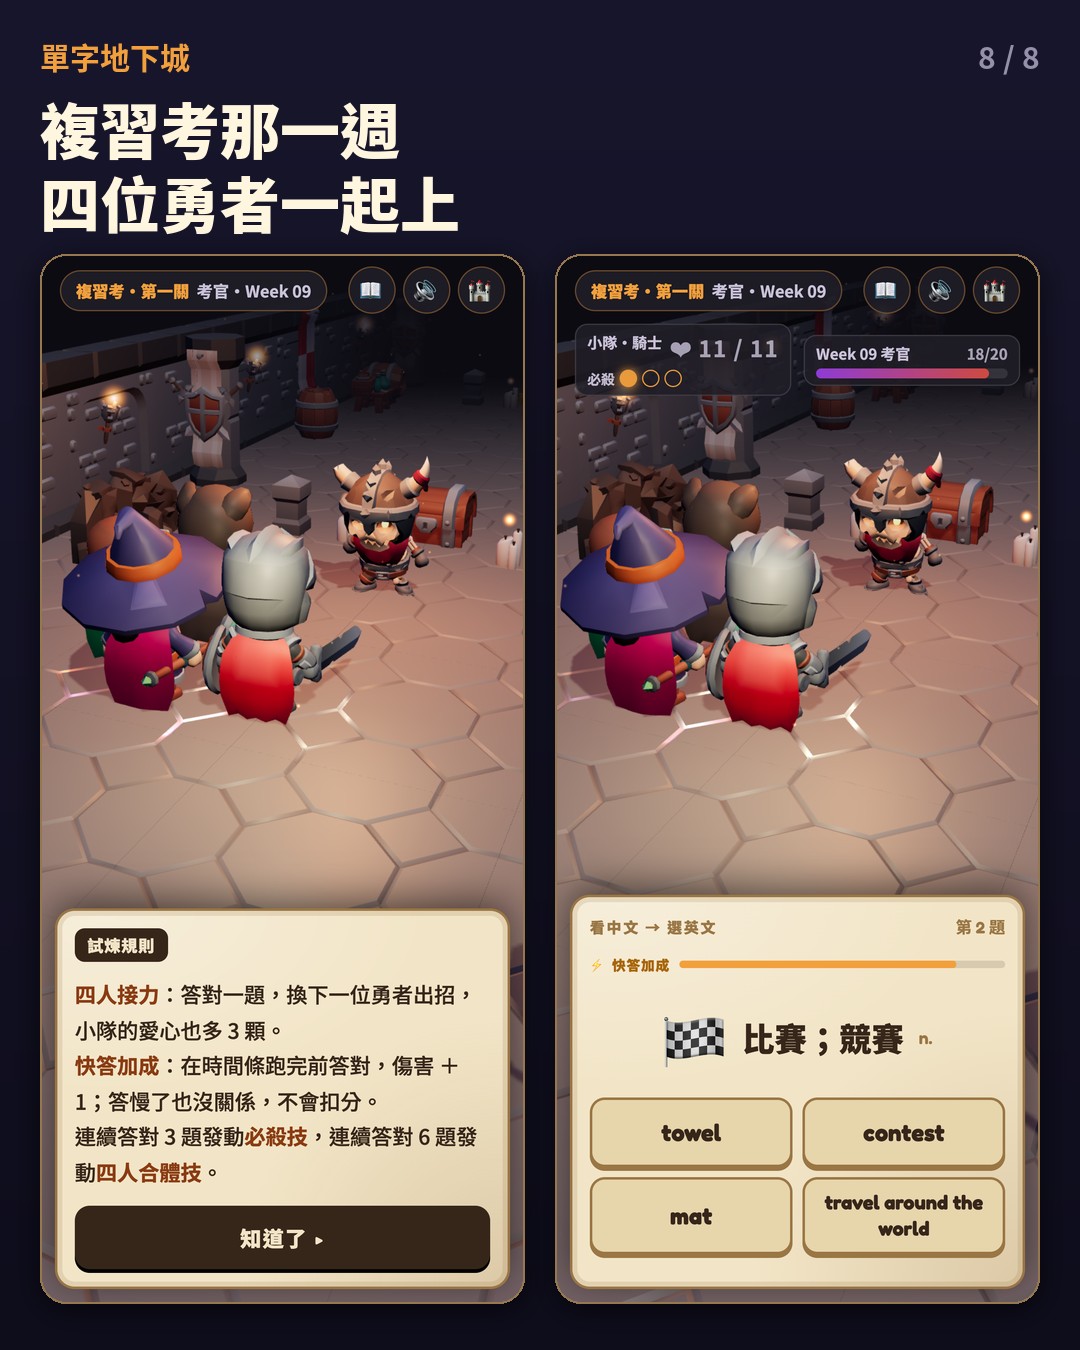 單字地下城
8 / 8
複習考那一週
四位勇者一起上
複習考・第一關 考官・Week 09
試煉規則
四人接力：答對一題，換下一位勇者出招，
小隊的愛心也多 3 顆。
快答加成：在時間條跑完前答對，傷害 ＋
1；答慢了也沒關係，不會扣分。
連續答對 3 題發動必殺技，連續答對 6 題發
動四人合體技。
知道了 ▸
複習考・第一關 考官・Week 09
小隊・騎士 ❤ 11 / 11
必殺
Week 09 考官 18/20
看中文 → 選英文 第 2 題
⚡ 快答加成
比賽；競賽 n.
towel
contest
mat
travel around the
world